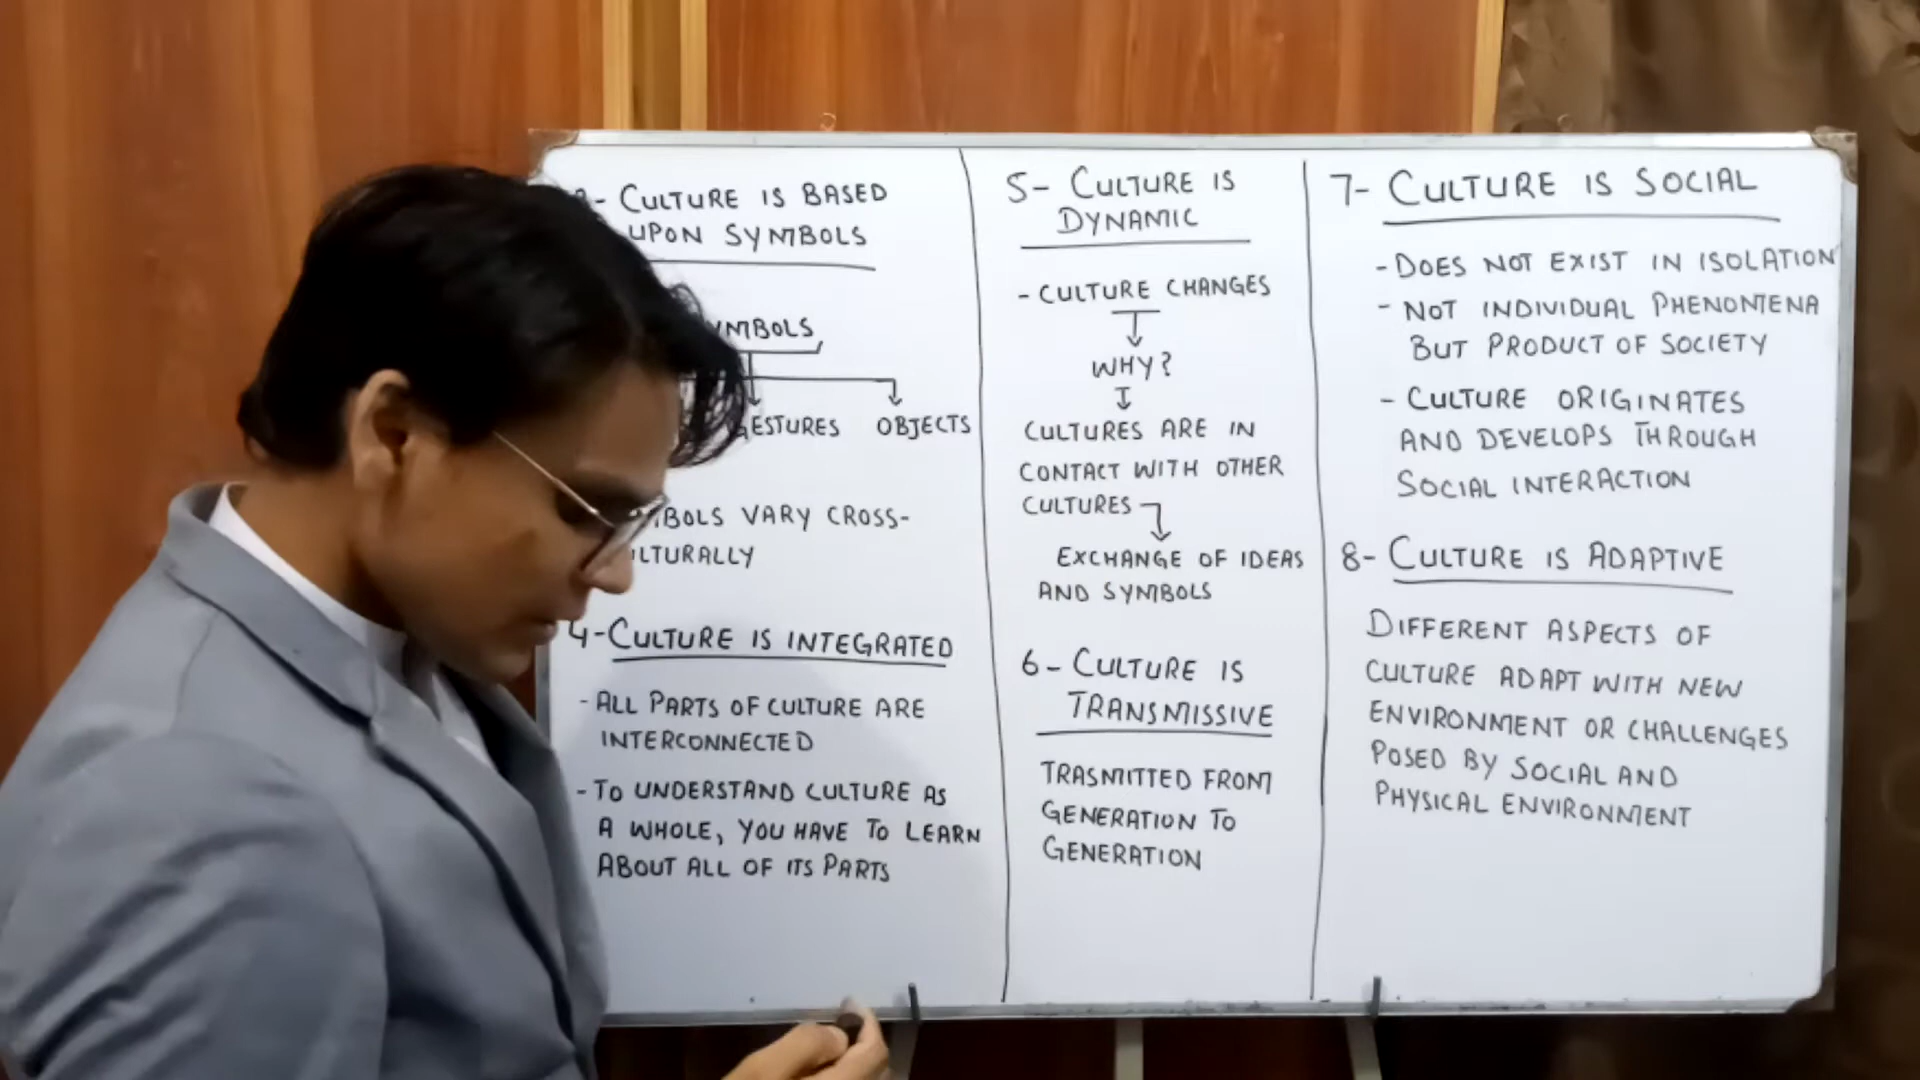 - CULTURE IS BASED
UPON SYMBOLS
GESTURES OBJECTS
VARY CROSS-
4-CULTURE IS INTEGRATED
- ALL PARTS OF CULTURE ARE
INTERCONNECTED
- TO UNDERSTAND CULTURE AS
A WHOLE, YOU HAVE TO LEARN
ABOUT ALL OF ITS PARTS
5- CULTURE IS
DYNAMIC
- CULTURE CHANGES
WHY?
CULTURES ARE IN
CONTACT WITH OTHER
CULTURES
EXCHANGE OF IDEAS
AND SYMBOLS
6- CULTURE IS
TRANSMISSIVE
TRASMITTED FROM
GENERATION TO
GENERATION
7- CULTURE IS SOCIAL
- DOES NOT EXIST IN ISOLATION
- NOT INDIVIDUAL PHENOMENA
BUT PRODUCT OF SOCIETY
- CULTURE ORIGINATES
AND DEVELOPS THROUGH
SOCIAL INTERACTION
8- CULTURE IS ADAPTIVE
DIFFERENT ASPECTS OF
CULTURE ADAPT WITH NEW
ENVIRONMENT OR CHALLENGES
POSED BY SOCIAL AND
PHYSICAL ENVIRONMENT